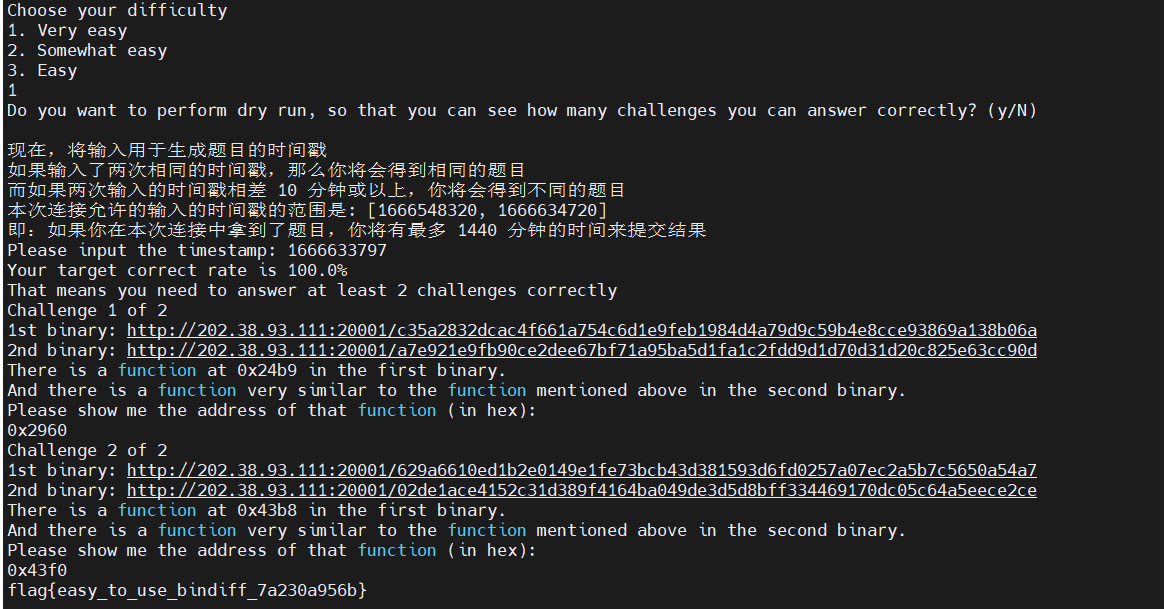 Choose your difficulty
1. Very easy
2. Somewhat easy
3. Easy
1
Do you want to perform dry run, so that you can see how many challenges you can answer correctly? (y/N)
现在，将输入用于生成题目的时间戳
如果输入了两次相同的时间戳，那么你将会得到相同的题目
而如果两次输入的时间戳相差 10 分钟或以上，你将会得到不同的题目
本次连接允许的输入的时间戳的范围是: [1666548320, 1666634720]
即：如果你在本次连接中拿到了题目，你将有最多 1440 分钟的时间来提交结果
Please input the timestamp: 1666633797
Your target correct rate is 100.0%
That means you need to answer at least 2 challenges correctly
Challenge 1 of 2
1st binary: http://202.38.93.111:20001/c35a2832dcac4f661a754c6d1e9feb1984d4a79d9c59b4e8cce93869a138b06a
2nd binary: http://202.38.93.111:20001/a7e921e9fb90ce2dee67bf71a95ba5d1fa1c2fdd9d1d70d31d20c825e63cc90d
There is a function at 0x24b9 in the first binary.
And there is a function very similar to the function mentioned above in the second binary.
Please show me the address of that function (in hex):
0x2960
Challenge 2 of 2
1st binary: http://202.38.93.111:20001/629a6610ed1b2e0149e1fe73bcb43d381593d6fd0257a07ec2a5b7c5650a54a7
2nd binary: http://202.38.93.111:20001/02de1ace4152c31d389f4164ba049de3d5d8bff334469170dc05c64a5eece2ce
There is a function at 0x43b8 in the first binary.
And there is a function very similar to the function mentioned above in the second binary.
Please show me the address of that function (in hex):
0x43f0
flag{easy_to_use_bindiff_7a230a956b}